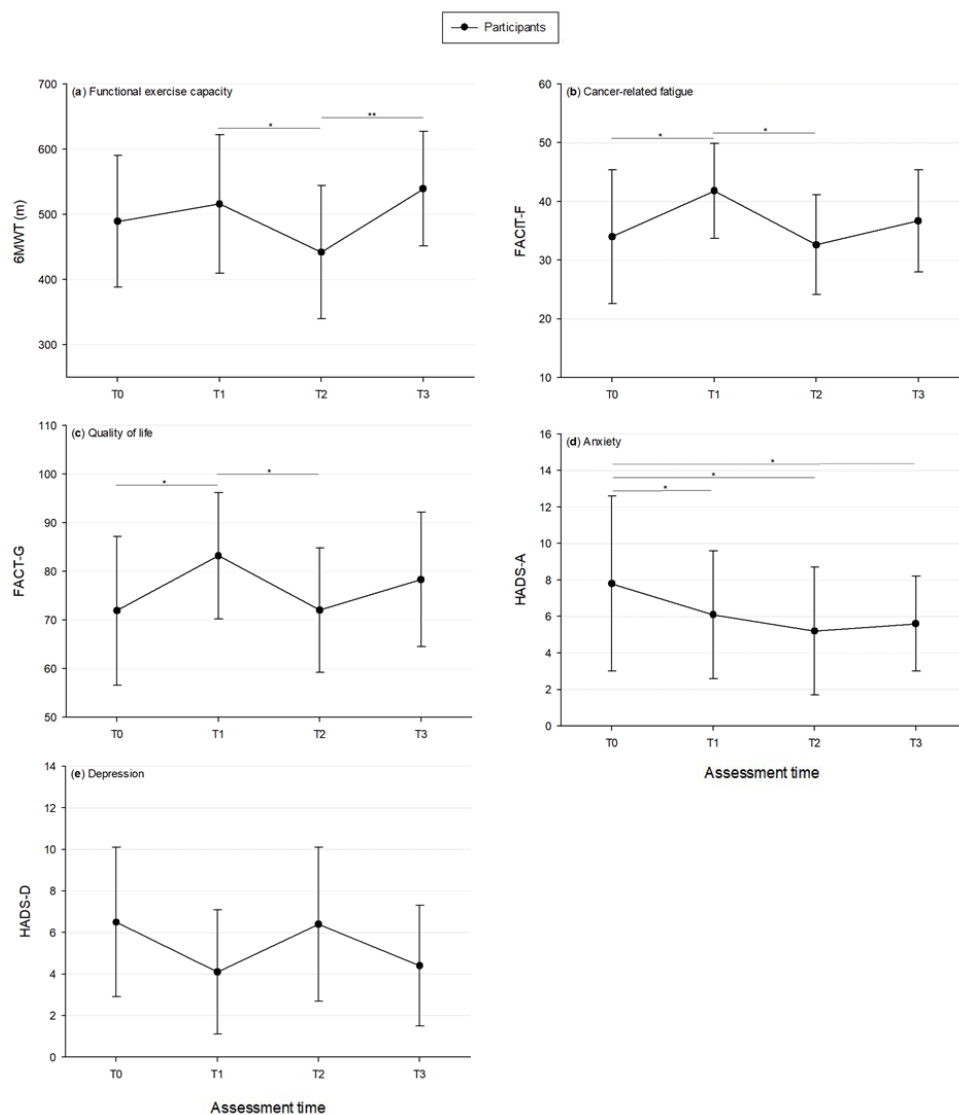 Participants
(a) Functional exercise capacity
700
600
500
400
300
6MWT (m)
* **
T0 T1 T2 T3
(b) Cancer-related fatigue
60
50
40
30
20
10
FACIT-F
* *
T0 T1 T2 T3
(c) Quality of life
110
100
90
80
70
60
50
FACT-G
* *
T0 T1 T2 T3
(d) Anxiety
16
14
12
10
8
6
4
2
0
HADS-A
*
*
*
T0 T1 T2 T3
Assessment time
(e) Depression
14
12
10
8
6
4
2
0
HADS-D
T0 T1 T2 T3
Assessment time